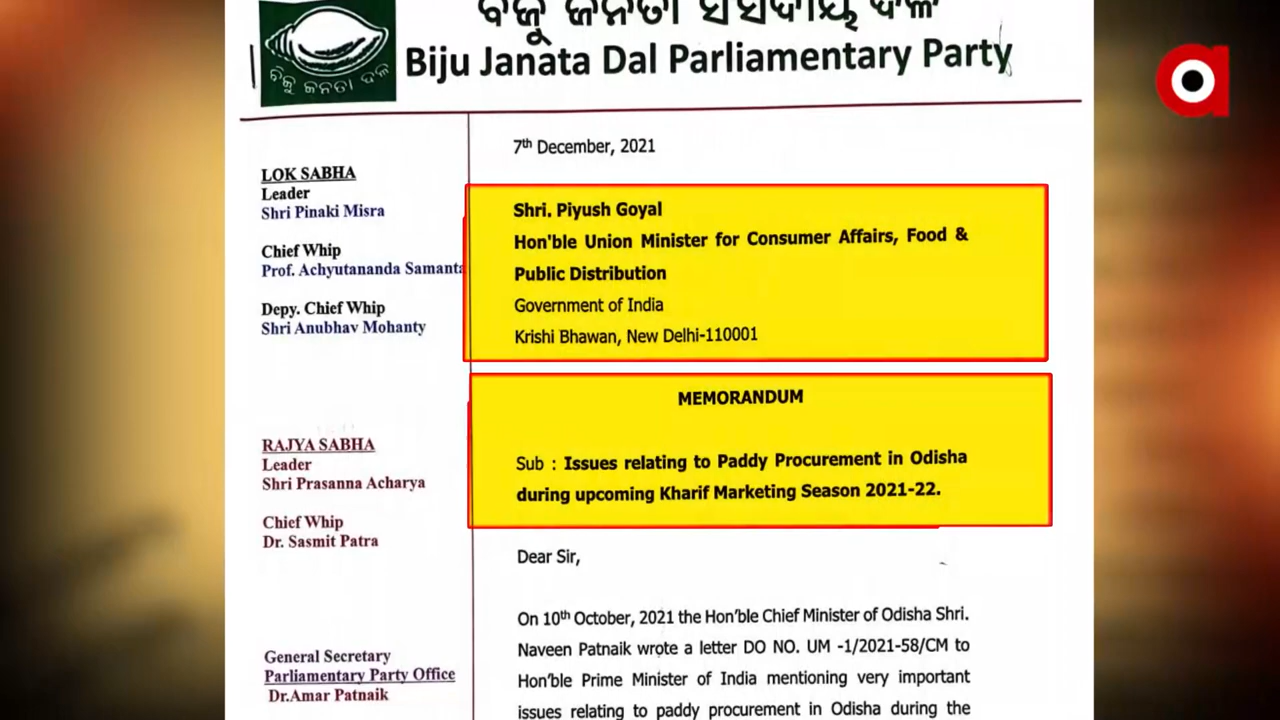 ବିଜୁ ଜନତା ସଂସଦୀୟ ଦଳ
ବିଜୁ ଜନତା ଦଳ
Biju Janata Dal Parliamentary Party
7th December, 2021
LOK SABHA
Leader
Shri Pinaki Misra
Chief Whip
Prof. Achyutananda Samanta
Depy. Chief Whip
Shri Anubhav Mohanty
RAJYA SABHA
Leader
Shri Prasanna Acharya
Chief Whip
Dr. Sasmit Patra
General Secretary
Parliamentary Party Office
Dr.Amar Patnaik
Shri. Piyush Goyal
Hon'ble Union Minister for Consumer Affairs, Food &
Public Distribution
Government of India
Krishi Bhawan, New Delhi-110001
MEMORANDUM
Sub : Issues relating to Paddy Procurement in Odisha
during upcoming Kharif Marketing Season 2021-22.
Dear Sir,
On 10th October, 2021 the Hon'ble Chief Minister of Odisha Shri.
Naveen Patnaik wrote a letter DO NO. UM -1/2021-58/CM to
Hon'ble Prime Minister of India mentioning very important
issues relating to paddy procurement in Odisha during the